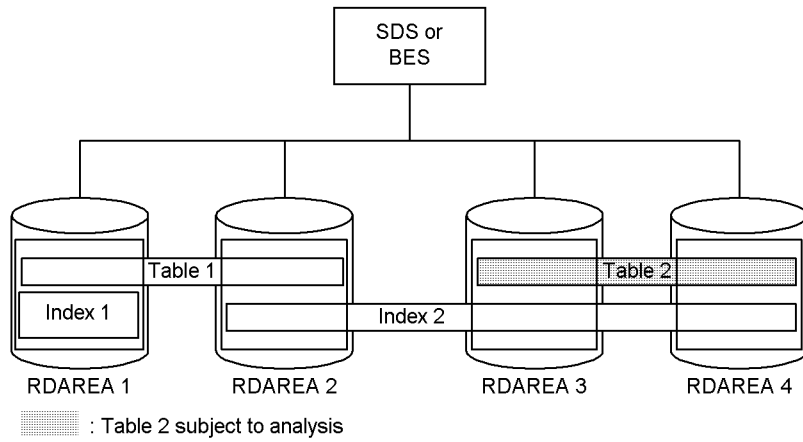 SDS or
BES
Table 1
Table 2
Index 1
Index 2
RDAREA 1
RDAREA 2
RDAREA 3
RDAREA 4
: Table 2 subject to analysis